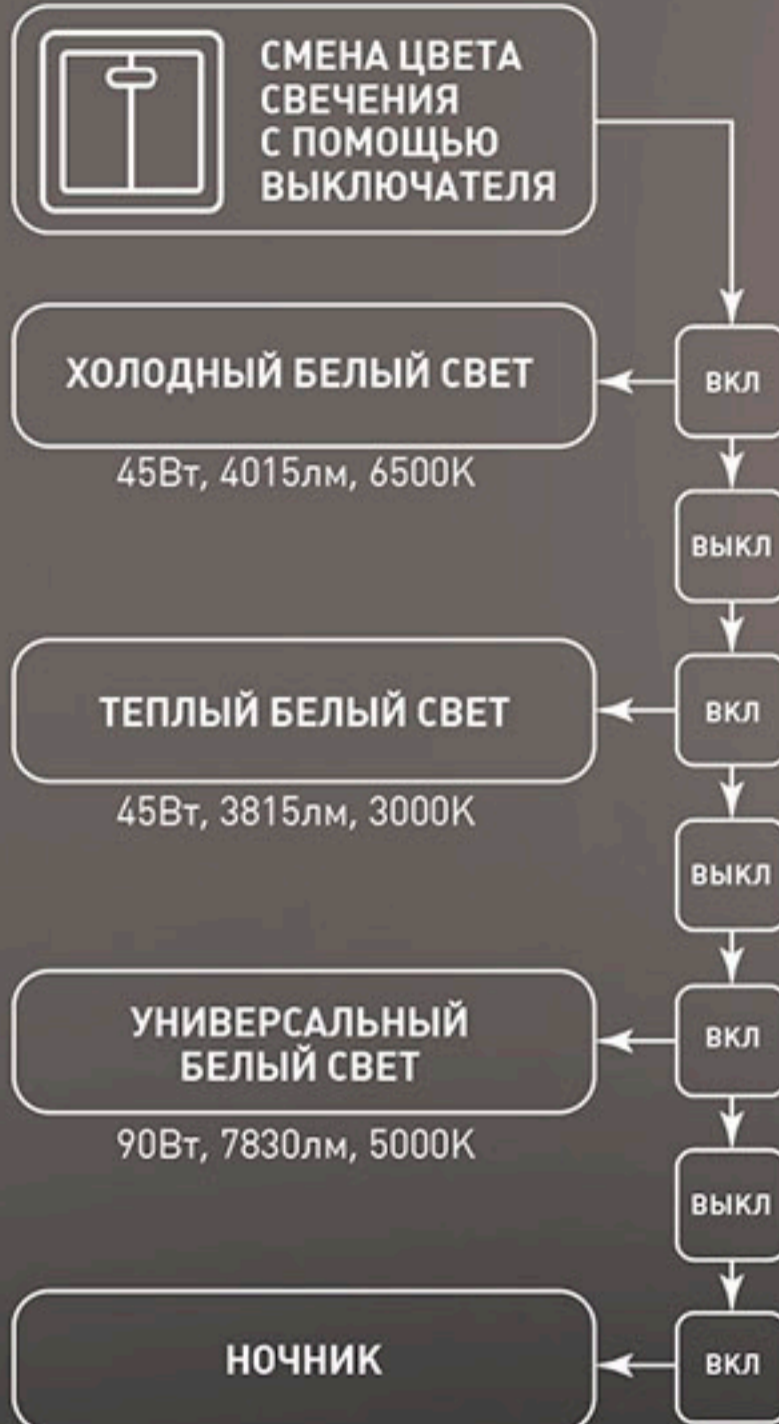 СМЕНА ЦВЕТА
СВЕЧЕНИЯ
С ПОМОЩЬЮ
ВЫКЛЮЧАТЕЛЯ
ХОЛОДНЫЙ БЕЛЫЙ СВЕТ
ВКЛ
45Вт, 4015лм, 6500К
ВЫКЛ
ТЕПЛЫЙ БЕЛЫЙ СВЕТ
ВКЛ
45Вт, 3815лм, 3000К
ВЫКЛ
УНИВЕРСАЛЬНЫЙ
БЕЛЫЙ СВЕТ
ВКЛ
90Вт, 7830лм, 5000К
ВЫКЛ
НОЧНИК
ВКЛ